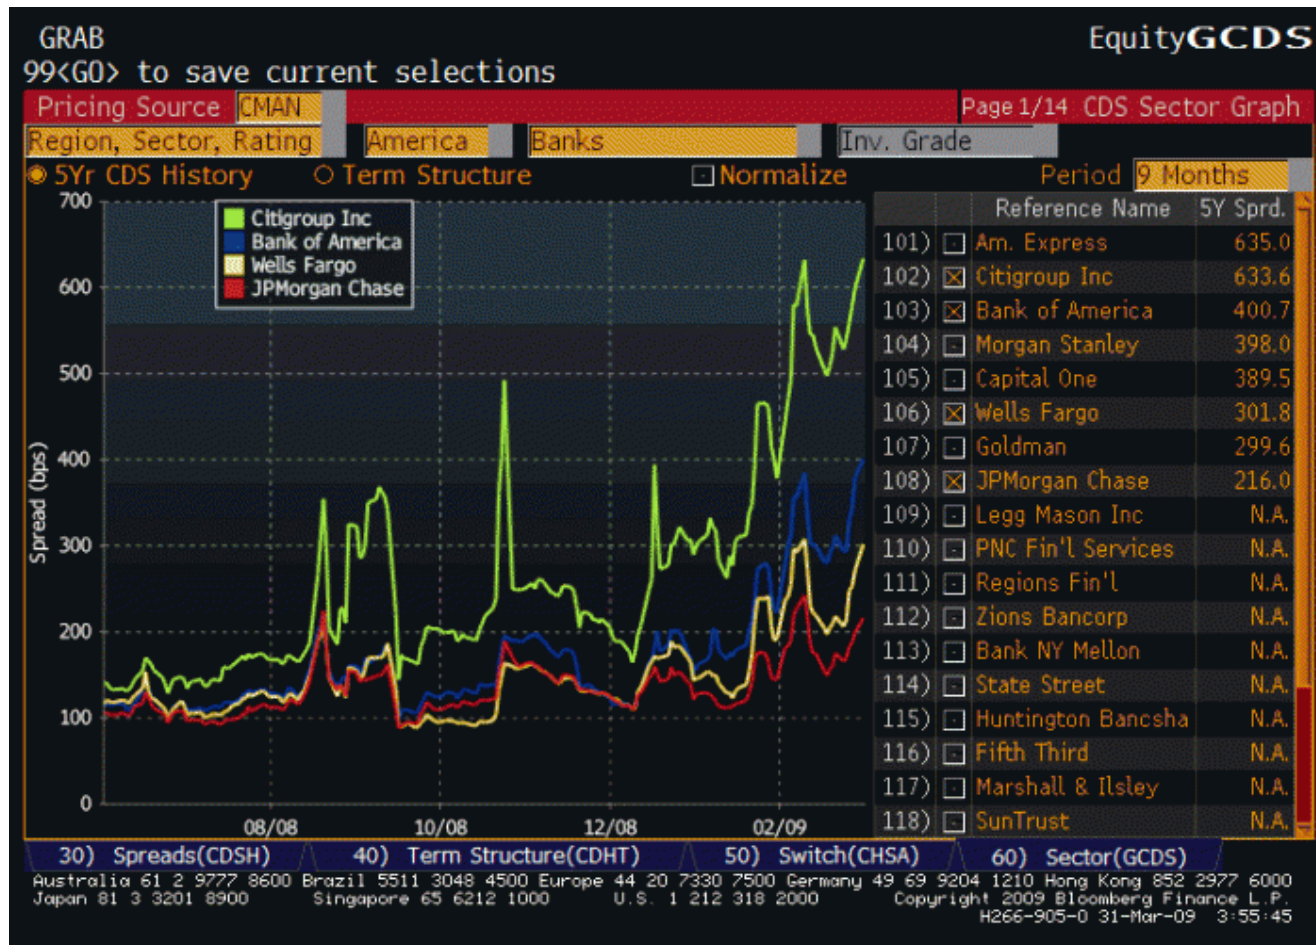 GRAB EquityGCDS
99<GO> to save current selections
Pricing Source CMAN Page 1/14 CDS Sector Graph
Region, Sector, Rating America Banks Inv. Grade
5Yr CDS History Term Structure Normalize Period 9 Months
Reference Name 5Y Sprd.
101) Am. Express 635.0
102) Citigroup Inc 633.6
103) Bank of America 400.7
104) Morgan Stanley 398.0
105) Capital One 389.5
106) Wells Fargo 301.8
107) Goldman 299.6
108) JPMorgan Chase 216.0
109) Legg Mason Inc N.A.
110) PNC Fin'l Services N.A.
111) Regions Fin'l N.A.
112) Zions Bancorp N.A.
113) Bank NY Mellon N.A.
114) State Street N.A.
115) Huntington Bancsha N.A.
116) Fifth Third N.A.
117) Marshall & Ilsley N.A.
118) SunTrust N.A.
Citigroup Inc
Bank of America
Wells Fargo
JPMorgan Chase
Spread (bps)
700
600
500
400
300
200
100
0
08/08 10/08 12/08 02/09
30) Spreads(CDSH) 40) Term Structure(CDHT) 50) Switch(CHSA) 60) Sector(GCDS)
Australia 61 2 9777 8600 Brazil 5511 3048 4500 Europe 44 20 7330 7500 Germany 49 69 9204 1210 Hong Kong 852 2977 6000
Japan 81 3 3201 8900 Singapore 65 6212 1000 U.S. 1 212 318 2000 Copyright 2009 Bloomberg Finance L.P.
H266-905-0 31-Mar-09 3:55:45